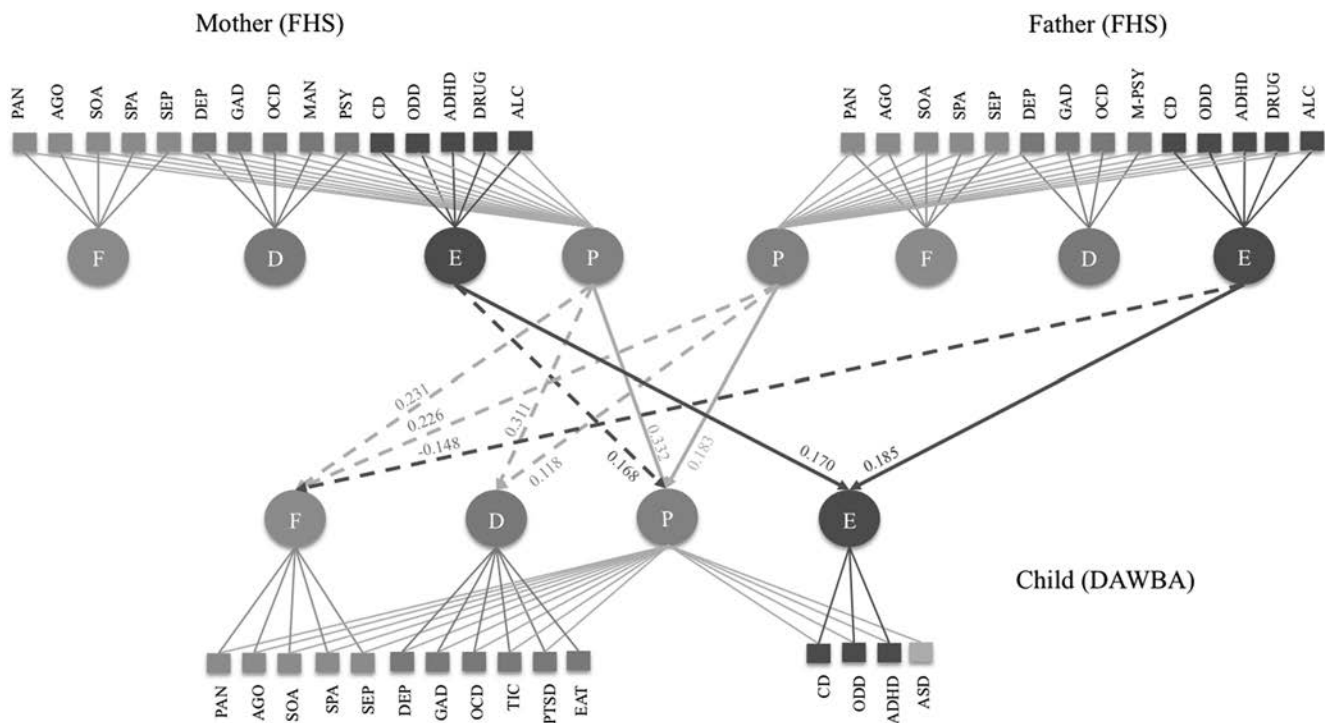 Mother (FHS)
Father (FHS)
PAN AGO SOA SPA SEP DEP GAD OCD MAN PSY CD ODD ADHD DRUG ALC
PAN AGO SOA SPA SEP DEP GAD OCD M-PSY CD ODD ADHD DRUG ALC
F D E P
P F D E
0.231
0.226
-0.148
0.311
0.118
0.168
0.332
0.183
0.170
0.185
F D P E
Child (DAWBA)
PAN AGO SOA SPA SEP DEP GAD OCD TIC PTSD EAT
CD ODD ADHD ASD